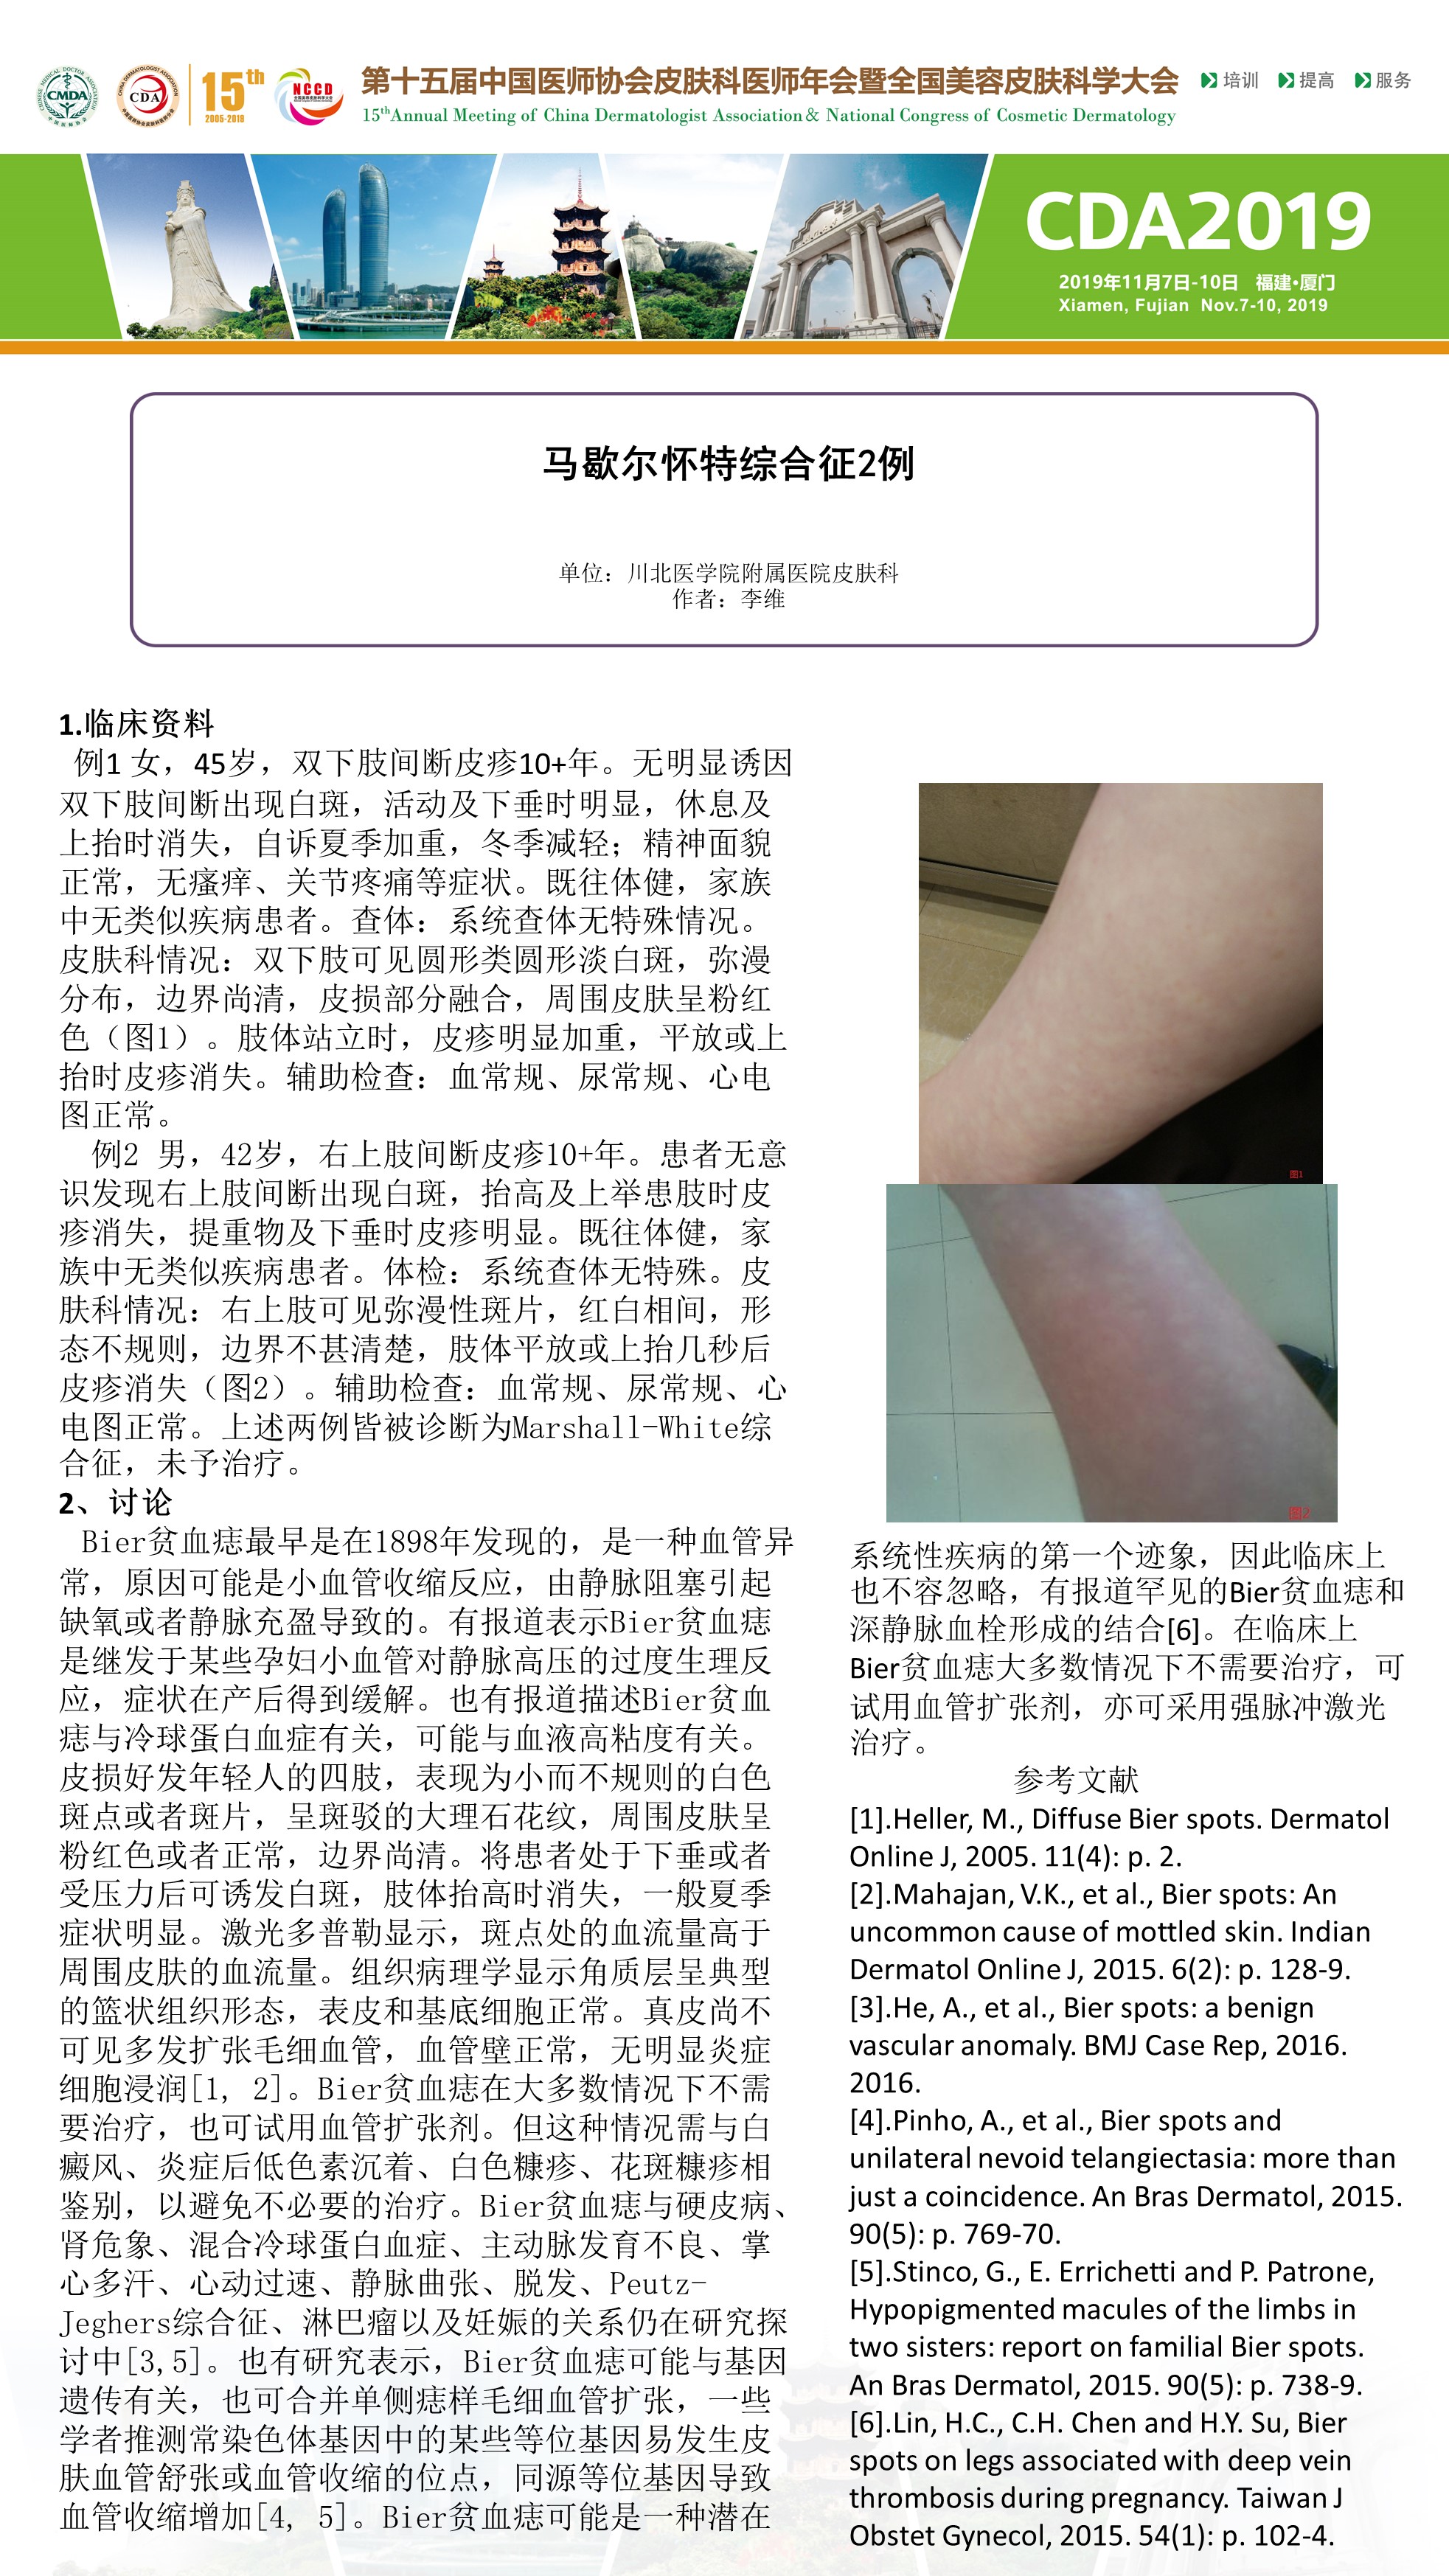 CMDA
CDA
15th
2005-2019
NCCD
第十五届中国医师协会皮肤科医师年会暨全国美容皮肤科学大会
15thAnnual Meeting of China Dermatologist Association& National Congress of Cosmetic Dermatology
培训 提高 服务
CDA2019
2019年11月7日-10日 福建•厦门
Xiamen, Fujian Nov.7-10, 2019
马歇尔怀特综合征2例
单位：川北医学院附属医院皮肤科
作者：李维
1.临床资料
例1 女，45岁，双下肢间断皮疹10+年。无明显诱因
双下肢间断出现白斑，活动及下垂时明显，休息及
上抬时消失，自诉夏季加重，冬季减轻；精神面貌
正常，无瘙痒、关节疼痛等症状。既往体健，家族
中无类似疾病患者。查体：系统查体无特殊情况。
皮肤科情况：双下肢可见圆形类圆形淡白斑，弥漫
分布，边界尚清，皮损部分融合，周围皮肤呈粉红
色（图1）。肢体站立时，皮疹明显加重，平放或上
抬时皮疹消失。辅助检查：血常规、尿常规、心电
图正常。
例2 男，42岁，右上肢间断皮疹10+年。患者无意
识发现右上肢间断出现白斑，抬高及上举患肢时皮
疹消失，提重物及下垂时皮疹明显。既往体健，家
族中无类似疾病患者。体检：系统查体无特殊。皮
肤科情况：右上肢可见弥漫性斑片，红白相间，形
态不规则，边界不甚清楚，肢体平放或上抬几秒后
皮疹消失（图2）。辅助检查：血常规、尿常规、心
电图正常。上述两例皆被诊断为Marshall-White综
合征，未予治疗。
2、讨论
Bier贫血痣最早是在1898年发现的，是一种血管异
常，原因可能是小血管收缩反应，由静脉阻塞引起
缺氧或者静脉充盈导致的。有报道表示Bier贫血痣
是继发于某些孕妇小血管对静脉高压的过度生理反
应，症状在产后得到缓解。也有报道描述Bier贫血
痣与冷球蛋白血症有关，可能与血液高粘度有关。
皮损好发年轻人的四肢，表现为小而不规则的白色
斑点或者斑片，呈斑驳的大理石花纹，周围皮肤呈
粉红色或者正常，边界尚清。将患者处于下垂或者
受压力后可诱发白斑，肢体抬高时消失，一般夏季
症状明显。激光多普勒显示，斑点处的血流量高于
周围皮肤的血流量。组织病理学显示角质层呈典型
的篮状组织形态，表皮和基底细胞正常。真皮尚不
可见多发扩张毛细血管，血管壁正常，无明显炎症
细胞浸润[1, 2]。Bier贫血痣在大多数情况下不需
要治疗，也可试用血管扩张剂。但这种情况需与白
癜风、炎症后低色素沉着、白色糠疹、花斑糠疹相
鉴别，以避免不必要的治疗。Bier贫血痣与硬皮病、
肾危象、混合冷球蛋白血症、主动脉发育不良、掌
心多汗、心动过速、静脉曲张、脱发、Peutz-
Jeghers综合征、淋巴瘤以及妊娠的关系仍在研究探
讨中[3,5]。也有研究表示，Bier贫血痣可能与基因
遗传有关，也可合并单侧痣样毛细血管扩张，一些
学者推测常染色体基因中的某些等位基因易发生皮
肤血管舒张或血管收缩的位点，同源等位基因导致
血管收缩增加[4, 5]。Bier贫血痣可能是一种潜在
图1
图2
系统性疾病的第一个迹象，因此临床上
也不容忽略，有报道罕见的Bier贫血痣和
深静脉血栓形成的结合[6]。在临床上
Bier贫血痣大多数情况下不需要治疗，可
试用血管扩张剂，亦可采用强脉冲激光
治疗。
参考文献
[1].Heller, M., Diffuse Bier spots. Dermatol
Online J, 2005. 11(4): p. 2.
[2].Mahajan, V.K., et al., Bier spots: An
uncommon cause of mottled skin. Indian
Dermatol Online J, 2015. 6(2): p. 128-9.
[3].He, A., et al., Bier spots: a benign
vascular anomaly. BMJ Case Rep, 2016.
2016.
[4].Pinho, A., et al., Bier spots and
unilateral nevoid telangiectasia: more than
just a coincidence. An Bras Dermatol, 2015.
90(5): p. 769-70.
[5].Stinco, G., E. Errichetti and P. Patrone,
Hypopigmented macules of the limbs in
two sisters: report on familial Bier spots.
An Bras Dermatol, 2015. 90(5): p. 738-9.
[6].Lin, H.C., C.H. Chen and H.Y. Su, Bier
spots on legs associated with deep vein
thrombosis during pregnancy. Taiwan J
Obstet Gynecol, 2015. 54(1): p. 102-4.